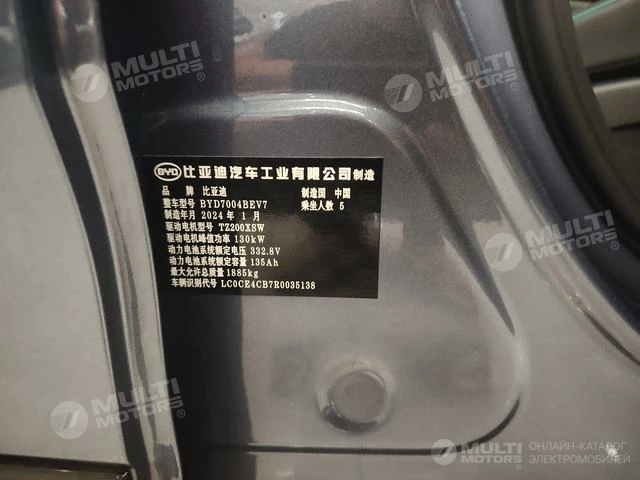 MULTI
MOTORS®
MULTI
MOTORS®
BYD 比亚迪汽车工业有限公司制造
品 牌 比亚迪 制造国 中国
整车型号 BYD7004BEV7 乘坐人数 5
制造年月 2024 年 1 月
驱动电机型号 TZ200XSW
驱动电机峰值功率 130kW
动力电池系统额定电压 332.8V
动力电池系统额定容量 135Ah
最大允许总质量 1885kg
车辆识别代号 LC0CE4CB7R0035138
MULTI
MOTORS®
MULTI
MOTORS®
MULTI
MOTORS®
ОНЛАЙН-КАТАЛОГ
ЭЛЕКТРОМОБИЛЕЙ